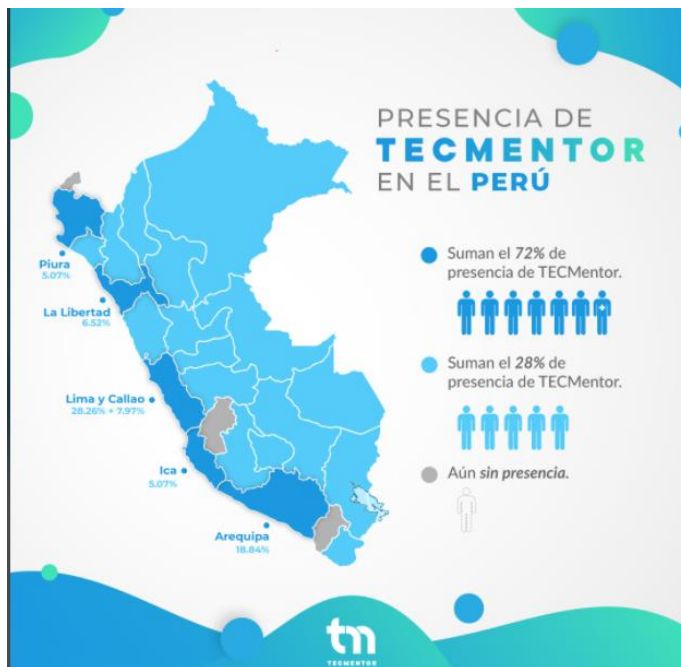 PRESENCIA DE
TECMENTOR
EN EL PERÚ
Piura
5.07%
La Libertad
6.52%
Lima y Callao
28.26% + 7.97%
Ica
5.07%
Arequipa
18.84%
Suman el 72% de
presencia de TECMentor.
Suman el 28% de
presencia de TECMentor.
Aún sin presencia.
tm
TECMENTOR